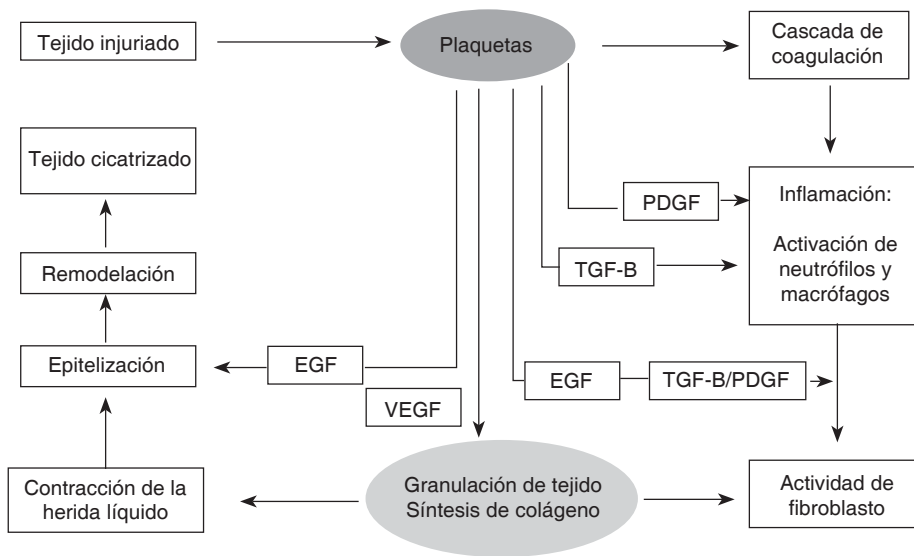 Tejido injuriado
Plaquetas
Cascada de
coagulación
Tejido cicatrizado
PDGF
Inflamación:
Activación de
neutrófilos y
macrófagos
TGF-B
Remodelación
Epitelización
EGF
VEGF
EGF
TGF-B/PDGF
Contracción de la
herida líquido
Granulación de tejido
Síntesis de colágeno
Actividad de
fibroblasto